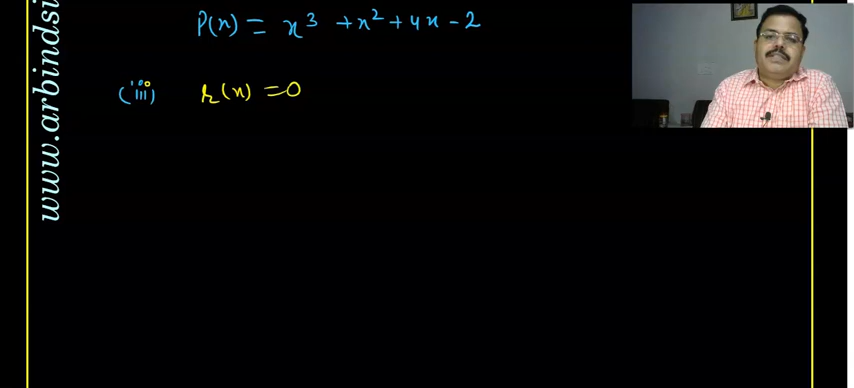 P(x) = x³ + x² + 4x - 2
(iii) r(x) = 0
www.arbindsi